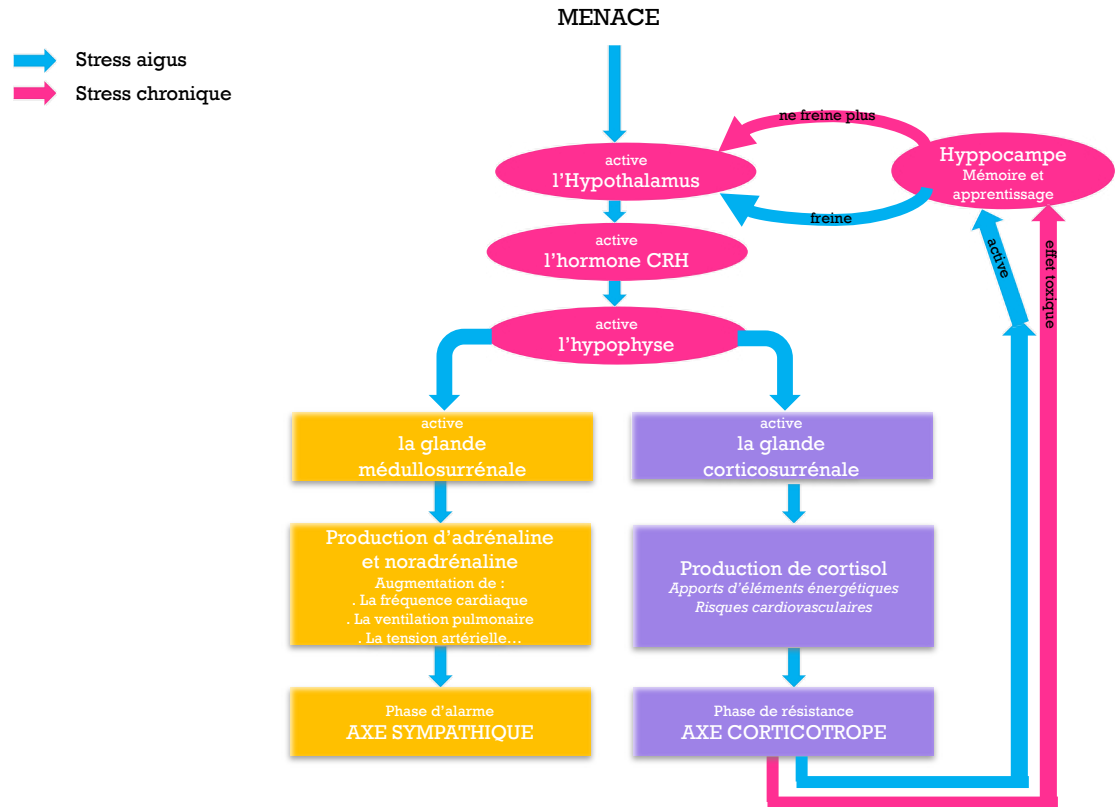 MENACE
Stress aigus
Stress chronique
ne freine plus
active
l'Hypothalamus
Hyppocampe
Mémoire et
apprentissage
freine
active
l'hormone CRH
active
effet toxique
active
l'hypophyse
active
la glande
médullosurrénale
active
la glande
corticosurrénale
Production d'adrénaline
et noradrénaline
Augmentation de :
. La fréquence cardiaque
. La ventilation pulmonaire
. La tension artérielle…
Production de cortisol
Apports d'éléments énergétiques
Risques cardiovasculaires
Phase d'alarme
AXE SYMPATHIQUE
Phase de résistance
AXE CORTICOTROPE